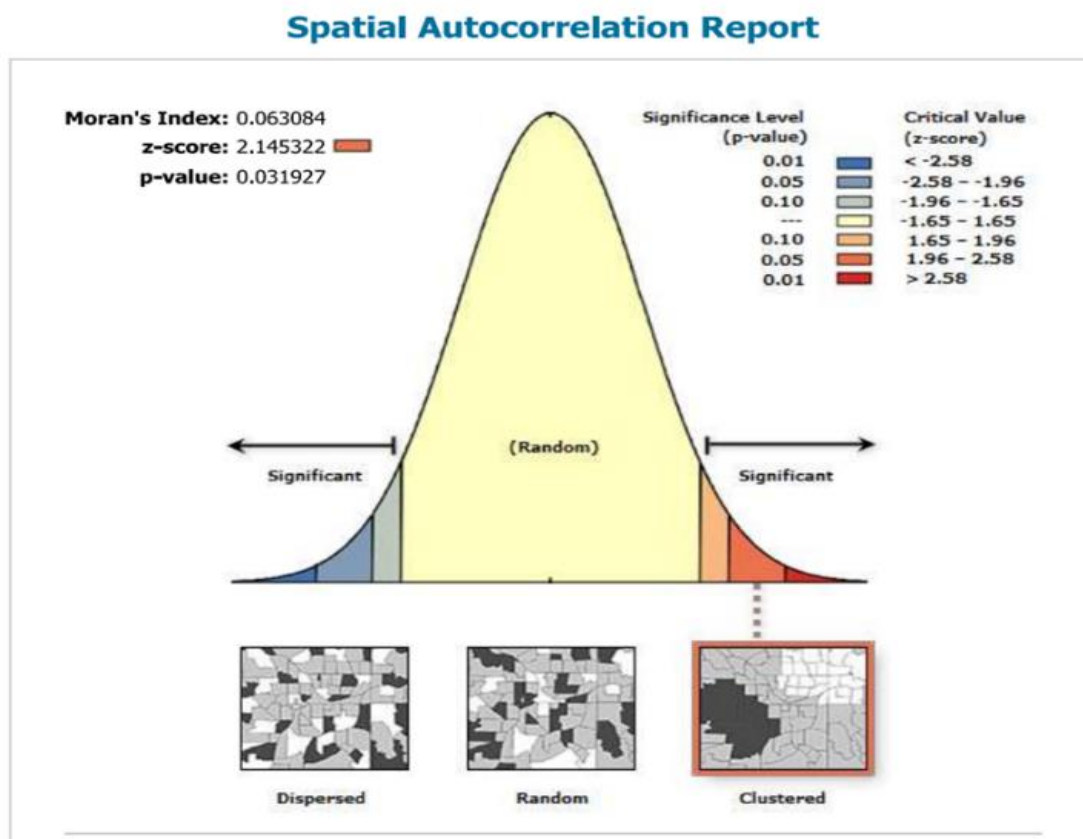 Spatial Autocorrelation Report
Moran's Index: 0.063084
z-score: 2.145322
p-value: 0.031927
Significance Level Critical Value
(p-value) (z-score)
0.01 < -2.58
0.05 -2.58 – -1.96
0.10 -1.96 – -1.65
--- -1.65 – 1.65
0.10 1.65 – 1.96
0.05 1.96 – 2.58
0.01 > 2.58
(Random)
Significant Significant
Dispersed Random Clustered